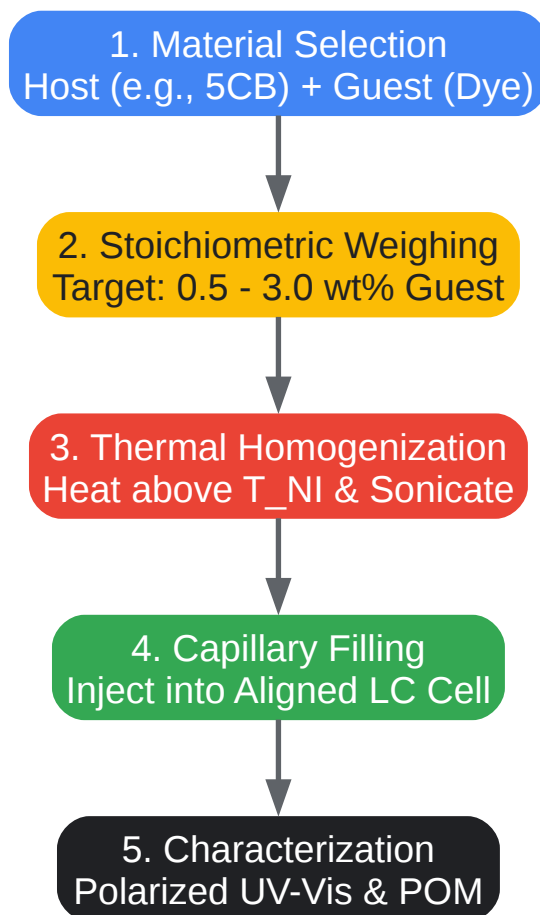 1. Material Selection
Host (e.g., 5CB) + Guest (Dye)
2. Stoichiometric Weighing
Target: 0.5 - 3.0 wt% Guest
3. Thermal Homogenization
Heat above T_NI & Sonicate
4. Capillary Filling
Inject into Aligned LC Cell
5. Characterization
Polarized UV-Vis & POM